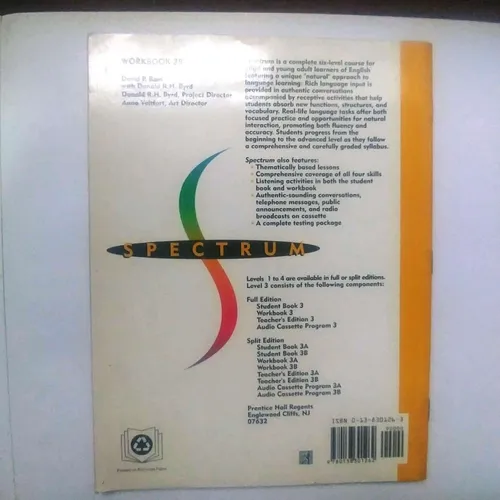 WORKBOOK
with Donald R.H. Byrd
Donald R.H. Byrd, Project Director
Anna Veltfort, Art Director
SPECTRUM
is a complete six-level course for
and young adult learners of English
featuring a unique "natural" approach to
language learning. Rich language input is
provided in authentic conversations
accompanied by receptive activities that help
students absorb new functions, structures, and
vocabulary. Real-life language tasks offer both
focused practice and opportunities for natural
interaction, promoting both fluency and
accuracy. Students progress from the
beginning to the advanced level as they follow
a comprehensive and carefully graded syllabus.
Spectrum also features:
• Thematically based lessons
• Comprehensive coverage of all four skills
• Listening activities in both the student
book and workbook
• Authentic-sounding conversations,
telephone messages, public
announcements, and radio
broadcasts on cassette
• A complete testing package
Levels 1 to 4 are available in full or split editions.
Level 3 consists of the following components:
Full Edition
Student Book 3
Workbook 3
Teacher's Edition 3
Audio Cassette Program 3
Split Edition
Student Book 3A
Student Book 3B
Workbook 3A
Workbook 3B
Teacher's Edition 3A
Teacher's Edition 3B
Audio Cassette Program 3A
Audio Cassette Program 3B
Prentice Hall Regents
Englewood Cliffs, NJ
07632
Printed on Recycled Paper